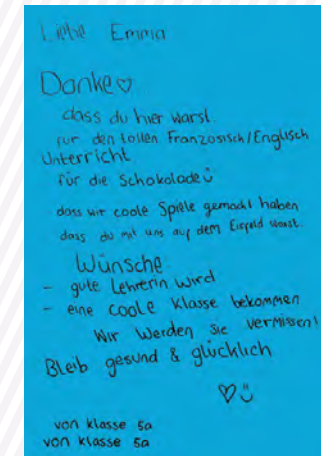 Liebe Emma
Danke♡
dass du hier warst.
für den tollen Französisch/Englisch
Unterricht
für die Schokolade
dass wir coole Spiele gemacht haben
dass du mit uns auf dem Eisfeld warst.
Wünsche
- gute Lehrerin wird
- eine coole Klasse bekommen
Wir werden sie vermissen!
Bleib gesund & glücklich
♡
von klasse 5a
von klasse 5a